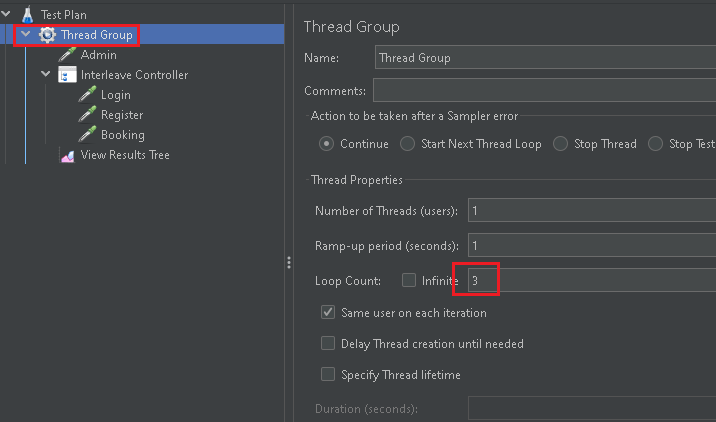 Test Plan
Thread Group
Admin
Interleave Controller
Login
Register
Booking
View Results Tree
Thread Group
Name: Thread Group
Comments:
Action to be taken after a Sampler error
Continue Start Next Thread Loop Stop Thread Stop Test
Thread Properties
Number of Threads (users): 1
Ramp-up period (seconds): 1
Loop Count: Infinite 3
Same user on each iteration
Delay Thread creation until needed
Specify Thread lifetime
Duration (seconds):